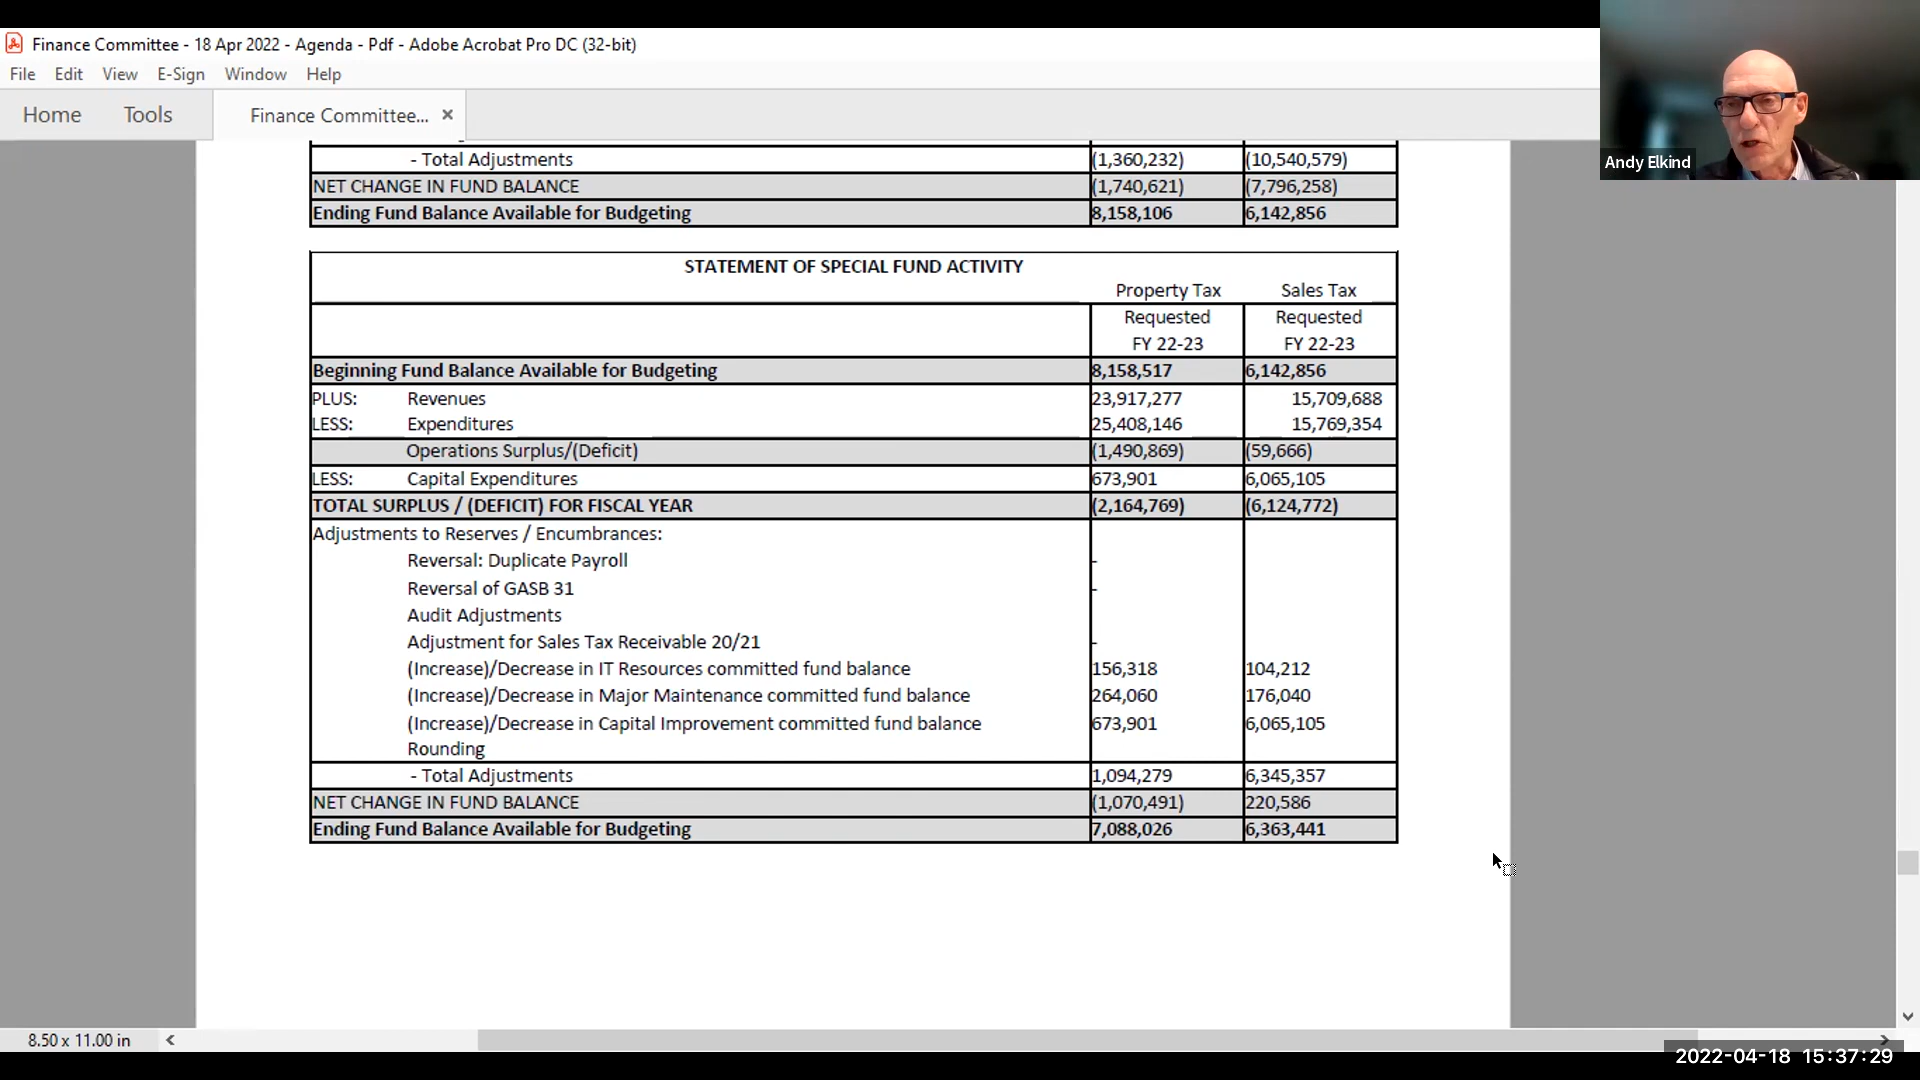 Finance Committee - 18 Apr 2022 - Agenda - Pdf - Adobe Acrobat Pro DC (32-bit)
File Edit View E-Sign Window Help
Home Tools Finance Committee... ×
Andy Elkind
- Total Adjustments (1,360,232) (10,540,579)
NET CHANGE IN FUND BALANCE (1,740,621) (7,796,258)
Ending Fund Balance Available for Budgeting 8,158,106 6,142,856
STATEMENT OF SPECIAL FUND ACTIVITY
Property Tax Sales Tax
Requested Requested
FY 22-23 FY 22-23
Beginning Fund Balance Available for Budgeting 8,158,517 6,142,856
PLUS: Revenues 23,917,277 15,709,688
LESS: Expenditures 25,408,146 15,769,354
Operations Surplus/(Deficit) (1,490,869) (59,666)
LESS: Capital Expenditures 673,901 6,065,105
TOTAL SURPLUS / (DEFICIT) FOR FISCAL YEAR (2,164,769) (6,124,772)
Adjustments to Reserves / Encumbrances:
Reversal: Duplicate Payroll -
Reversal of GASB 31 -
Audit Adjustments
Adjustment for Sales Tax Receivable 20/21 -
(Increase)/Decrease in IT Resources committed fund balance 156,318 104,212
(Increase)/Decrease in Major Maintenance committed fund balance 264,060 176,040
(Increase)/Decrease in Capital Improvement committed fund balance 673,901 6,065,105
Rounding
- Total Adjustments 1,094,279 6,345,357
NET CHANGE IN FUND BALANCE (1,070,491) 220,586
Ending Fund Balance Available for Budgeting 7,088,026 6,363,441
8.50 x 11.00 in
2022-04-18 15:37:29